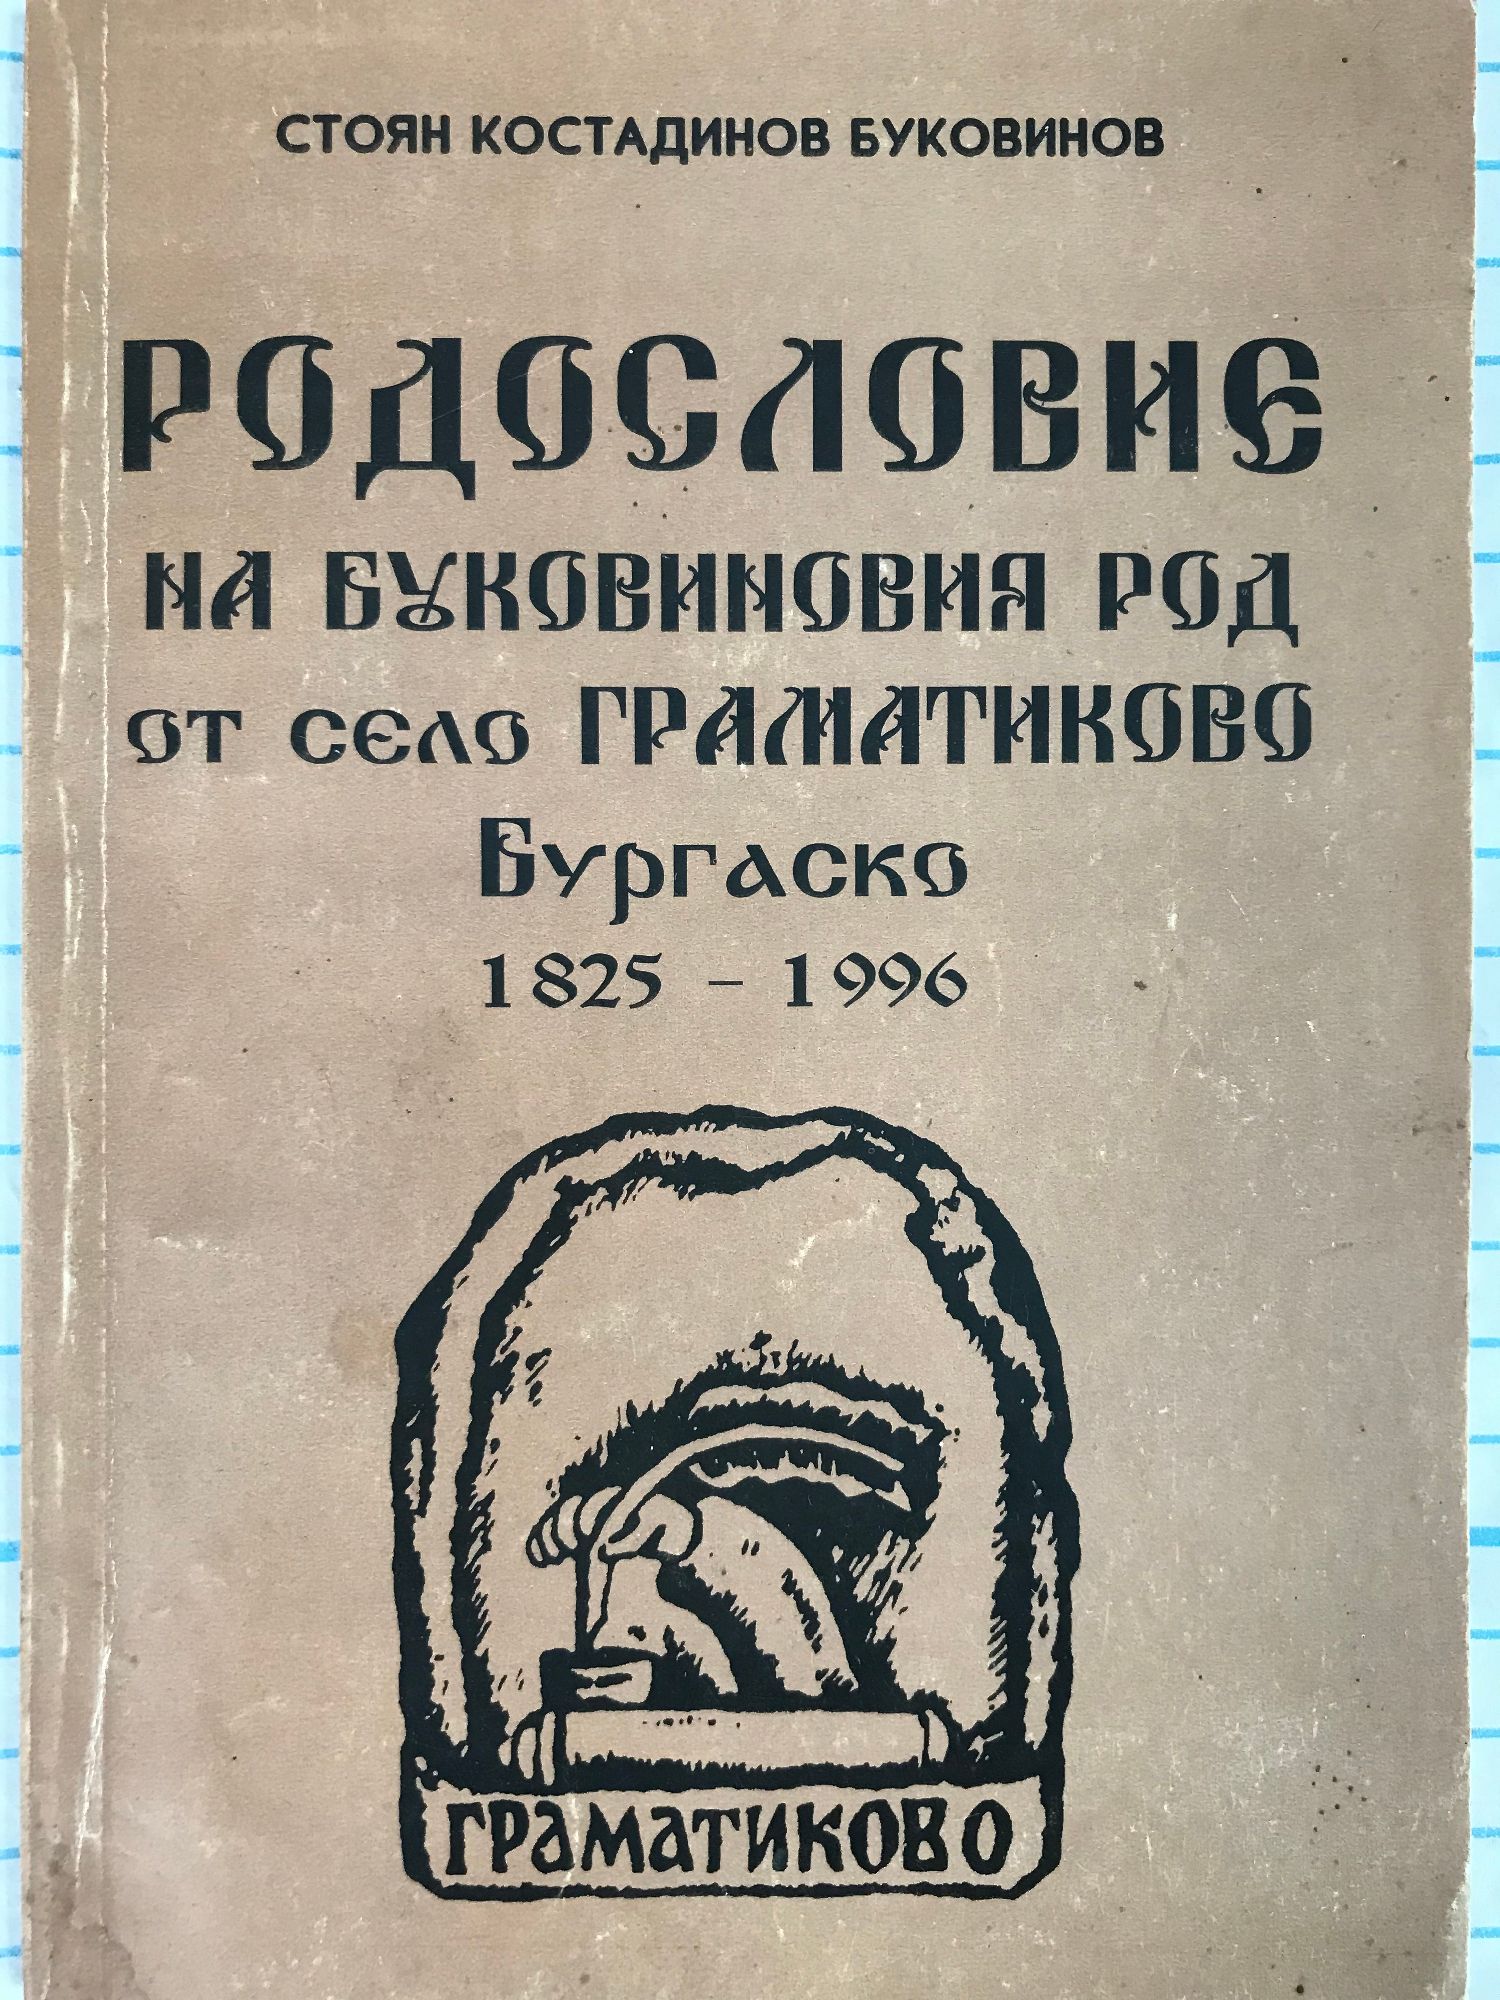 СТОЯН КОСТАДИНОВ БУКОВИНОВ
РОДОСЛОВИЕ
НА БУКОВИНОВИЯ РОД
ОТ СЕЛО ГРАМАТИКОВО
Бургаско
1825 – 1996
ГРАМАТИКОВО